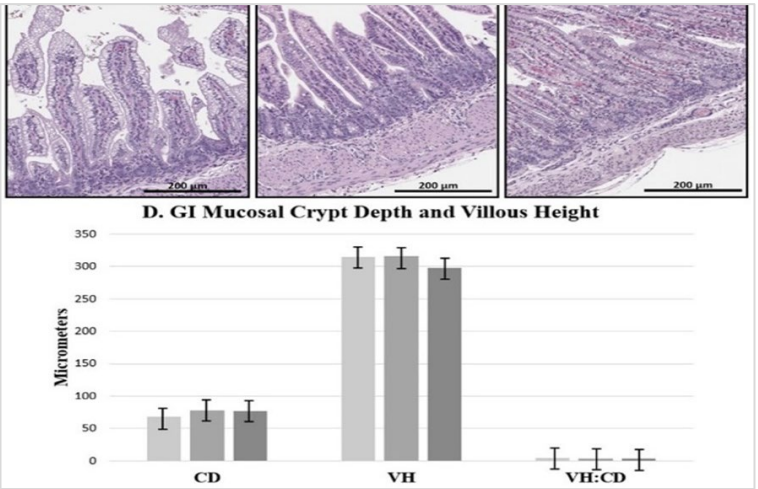 200 µm
200 µm
200 µm
D. GI Mucosal Crypt Depth and Villous Height
350
300
250
200
150
100
50
0
Micrometers
CD
VH
VH:CD